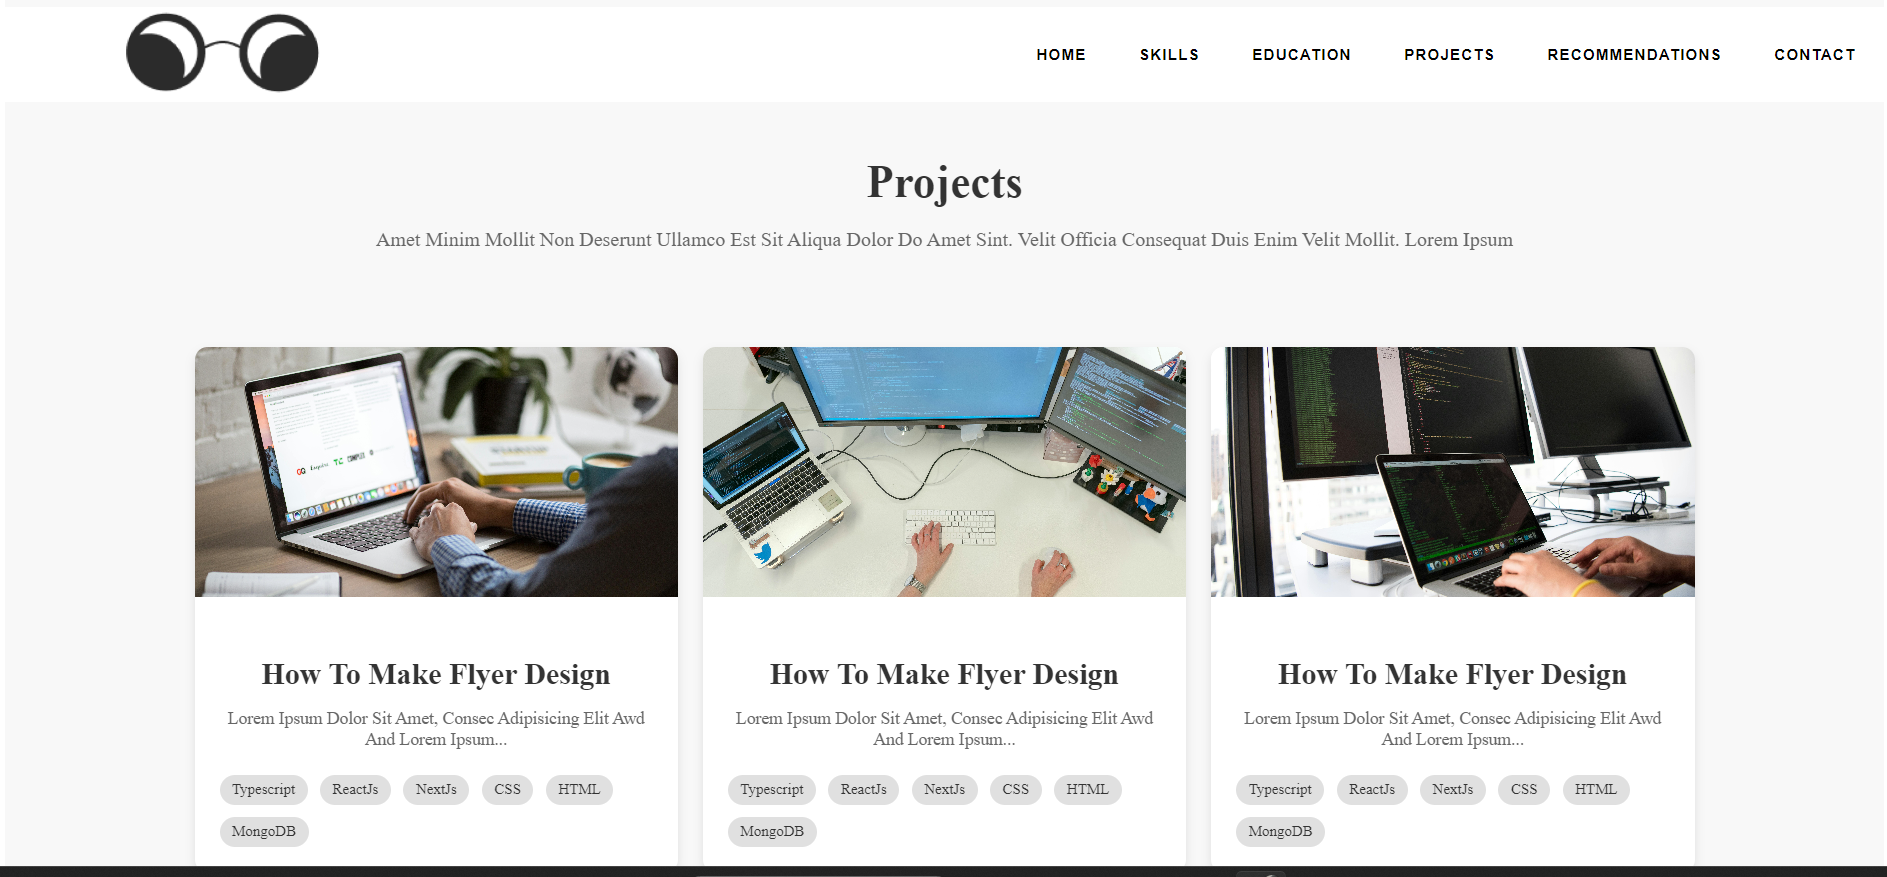 HOME SKILLS EDUCATION PROJECTS RECOMMENDATIONS CONTACT
Projects
Amet Minim Mollit Non Deserunt Ullamco Est Sit Aliqua Dolor Do Amet Sint. Velit Officia Consequat Duis Enim Velit Mollit. Lorem Ipsum
How To Make Flyer Design
Lorem Ipsum Dolor Sit Amet, Consec Adipisicing Elit Awd
And Lorem Ipsum...
Typescript ReactJs NextJs CSS HTML
MongoDB
How To Make Flyer Design
Lorem Ipsum Dolor Sit Amet, Consec Adipisicing Elit Awd
And Lorem Ipsum...
Typescript ReactJs NextJs CSS HTML
MongoDB
How To Make Flyer Design
Lorem Ipsum Dolor Sit Amet, Consec Adipisicing Elit Awd
And Lorem Ipsum...
Typescript ReactJs NextJs CSS HTML
MongoDB